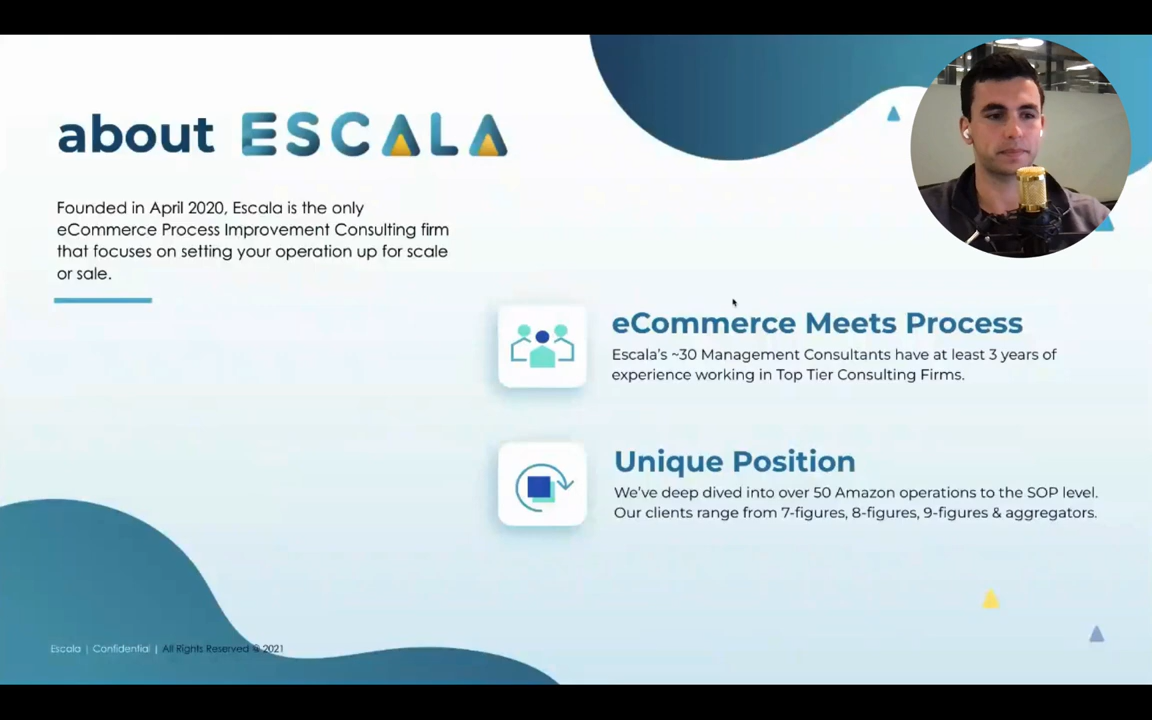 about ESCALA
Founded in April 2020, Escala is the only
eCommerce Process Improvement Consulting firm
that focuses on setting your operation up for scale
or sale.
eCommerce Meets Process
Escala's ~30 Management Consultants have at least 3 years of
experience working in Top Tier Consulting Firms.
Unique Position
We've deep dived into over 50 Amazon operations to the SOP level.
Our clients range from 7-figures, 8-figures, 9-figures & aggregators.
Escala | Confidential | All Rights Reserved © 2021